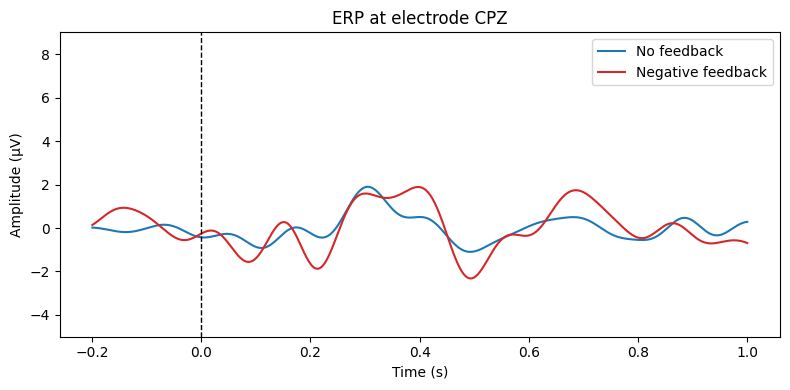 ERP at electrode CPZ
No feedback
Negative feedback
Amplitude (µV)
8
6
4
2
0
−2
−4
−0.2
0.0
0.2
0.4
0.6
0.8
1.0
Time (s)